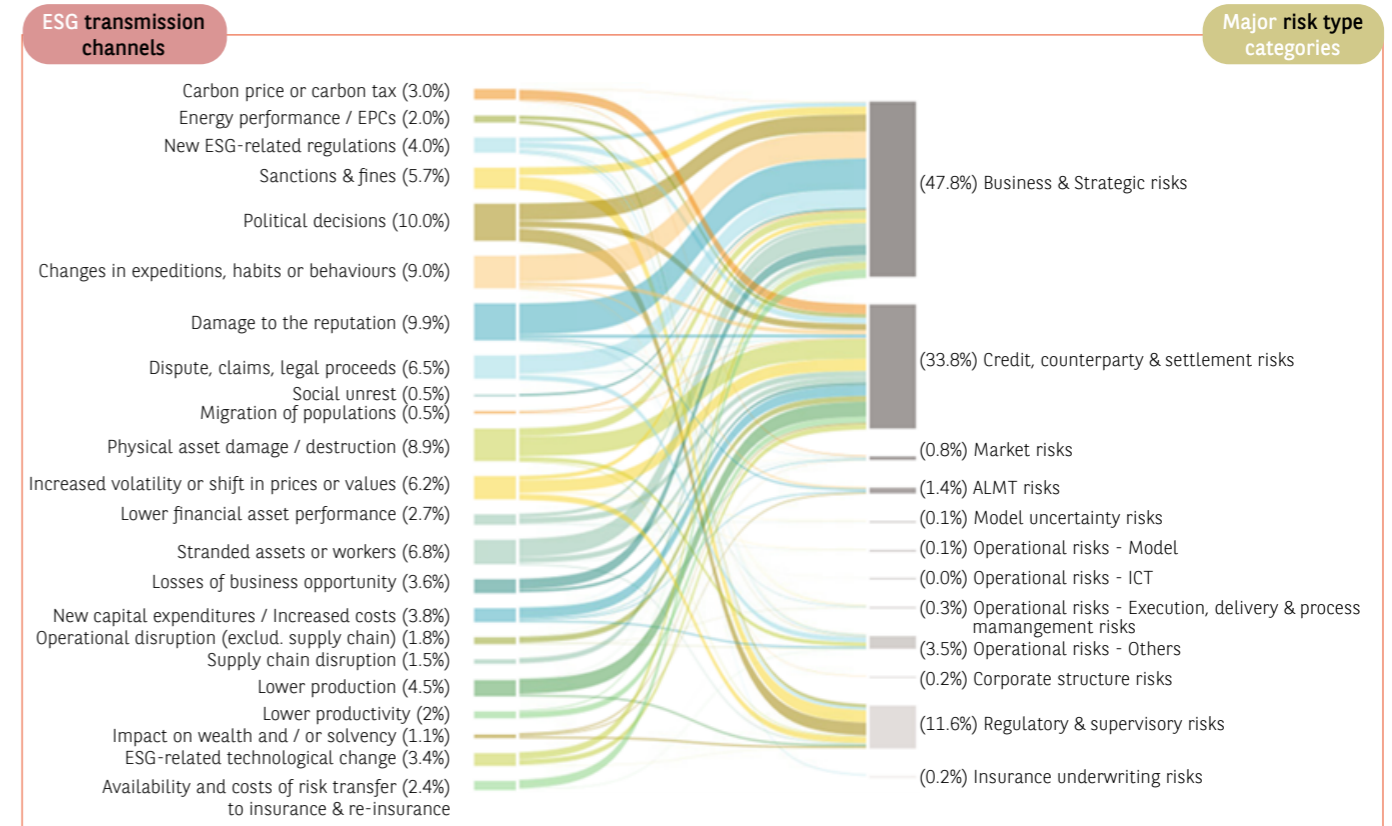 ESG transmission
channels
Major risk type
categories
Carbon price or carbon tax (3.0%)
Energy performance / EPCs (2.0%)
New ESG-related regulations (4.0%)
Sanctions & fines (5.7%)
Political decisions (10.0%)
Changes in expeditions, habits or behaviours (9.0%)
Damage to the reputation (9.9%)
Dispute, claims, legal proceeds (6.5%)
Social unrest (0.5%)
Migration of populations (0.5%)
Physical asset damage / destruction (8.9%)
Increased volatility or shift in prices or values (6.2%)
Lower financial asset performance (2.7%)
Stranded assets or workers (6.8%)
Losses of business opportunity (3.6%)
New capital expenditures / Increased costs (3.8%)
Operational disruption (exclud. supply chain) (1.8%)
Supply chain disruption (1.5%)
Lower production (4.5%)
Lower productivity (2%)
Impact on wealth and / or solvency (1.1%)
ESG-related technological change (3.4%)
Availability and costs of risk transfer (2.4%)
to insurance & re-insurance
(47.8%) Business & Strategic risks
(33.8%) Credit, counterparty & settlement risks
(0.8%) Market risks
(1.4%) ALMT risks
(0.1%) Model uncertainty risks
(0.1%) Operational risks - Model
(0.0%) Operational risks - ICT
(0.3%) Operational risks - Execution, delivery & process
mamangement risks
(3.5%) Operational risks - Others
(0.2%) Corporate structure risks
(11.6%) Regulatory & supervisory risks
(0.2%) Insurance underwriting risks